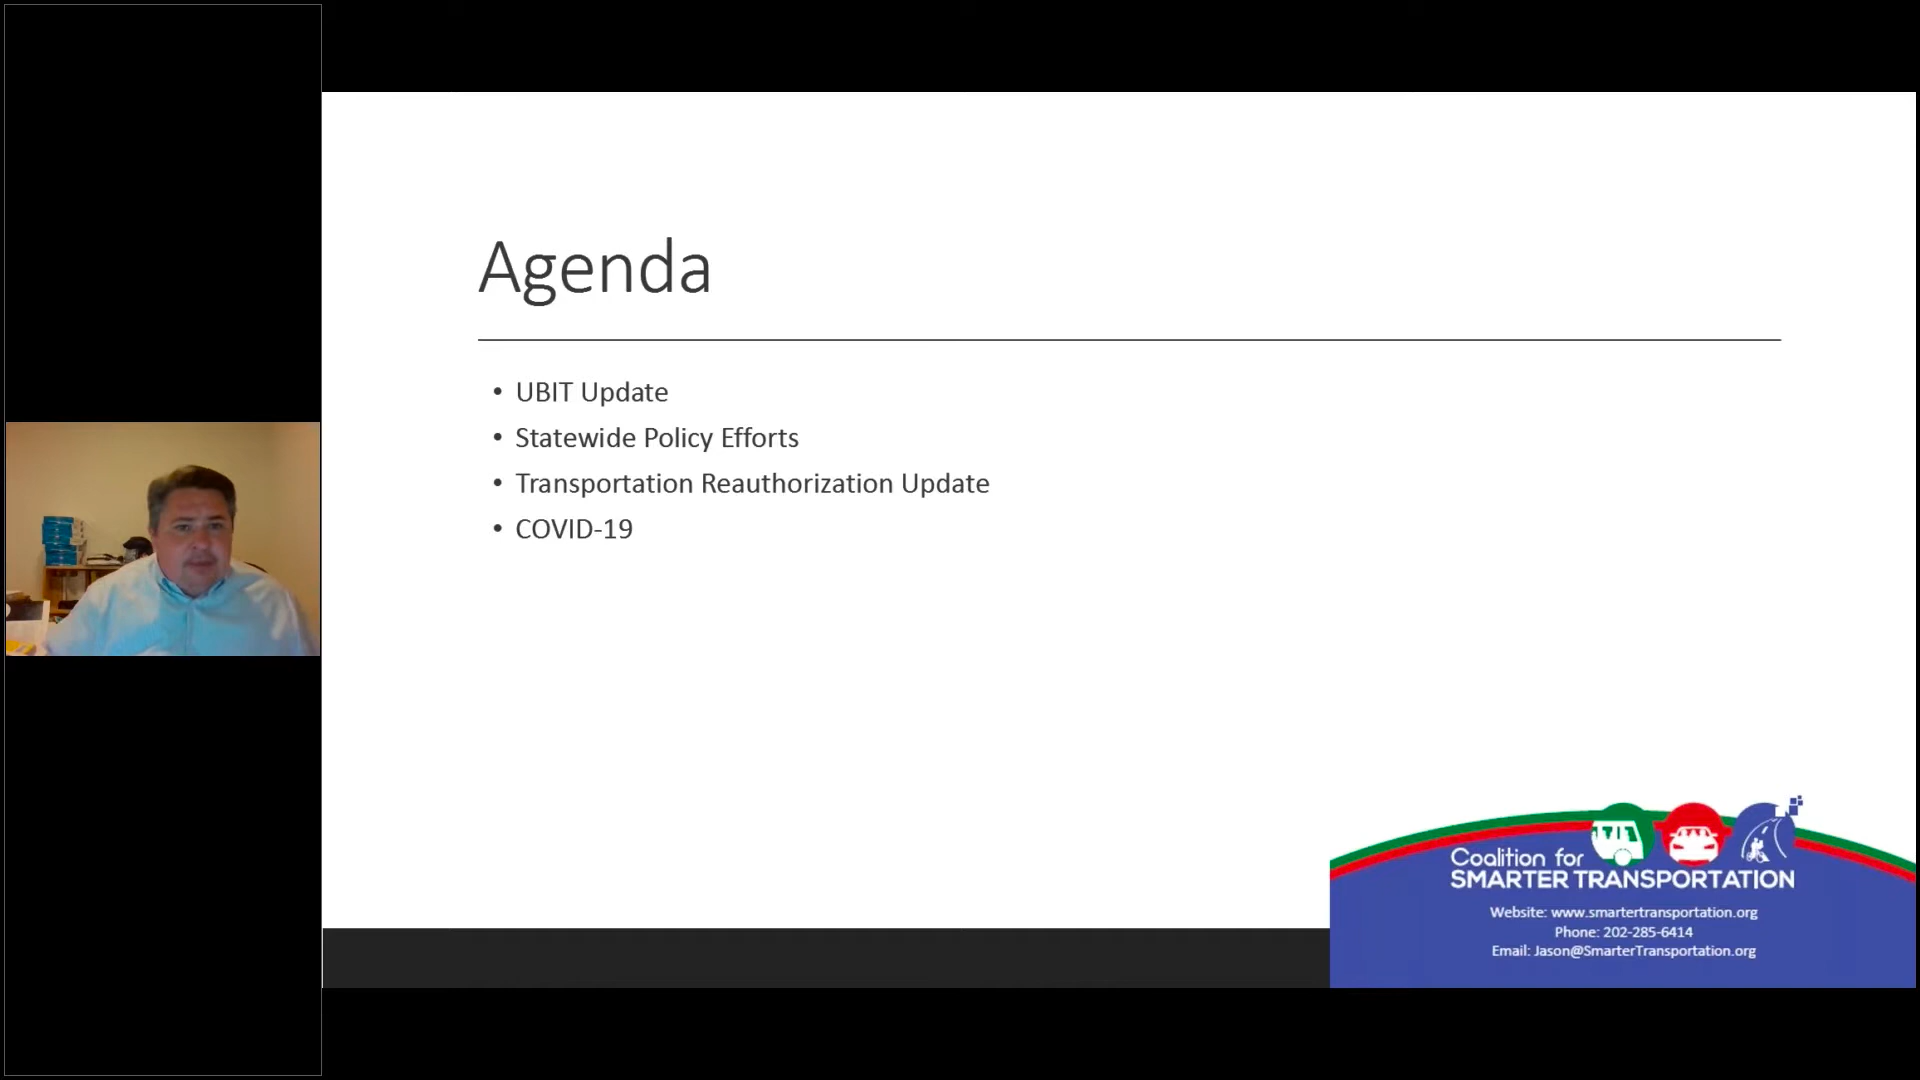 Agenda
• UBIT Update
• Statewide Policy Efforts
• Transportation Reauthorization Update
• COVID-19
Coalition for
SMARTER TRANSPORTATION
Website: www.smartertransportation.org
Phone: 202-285-6414
Email: Jason@SmarterTransportation.org